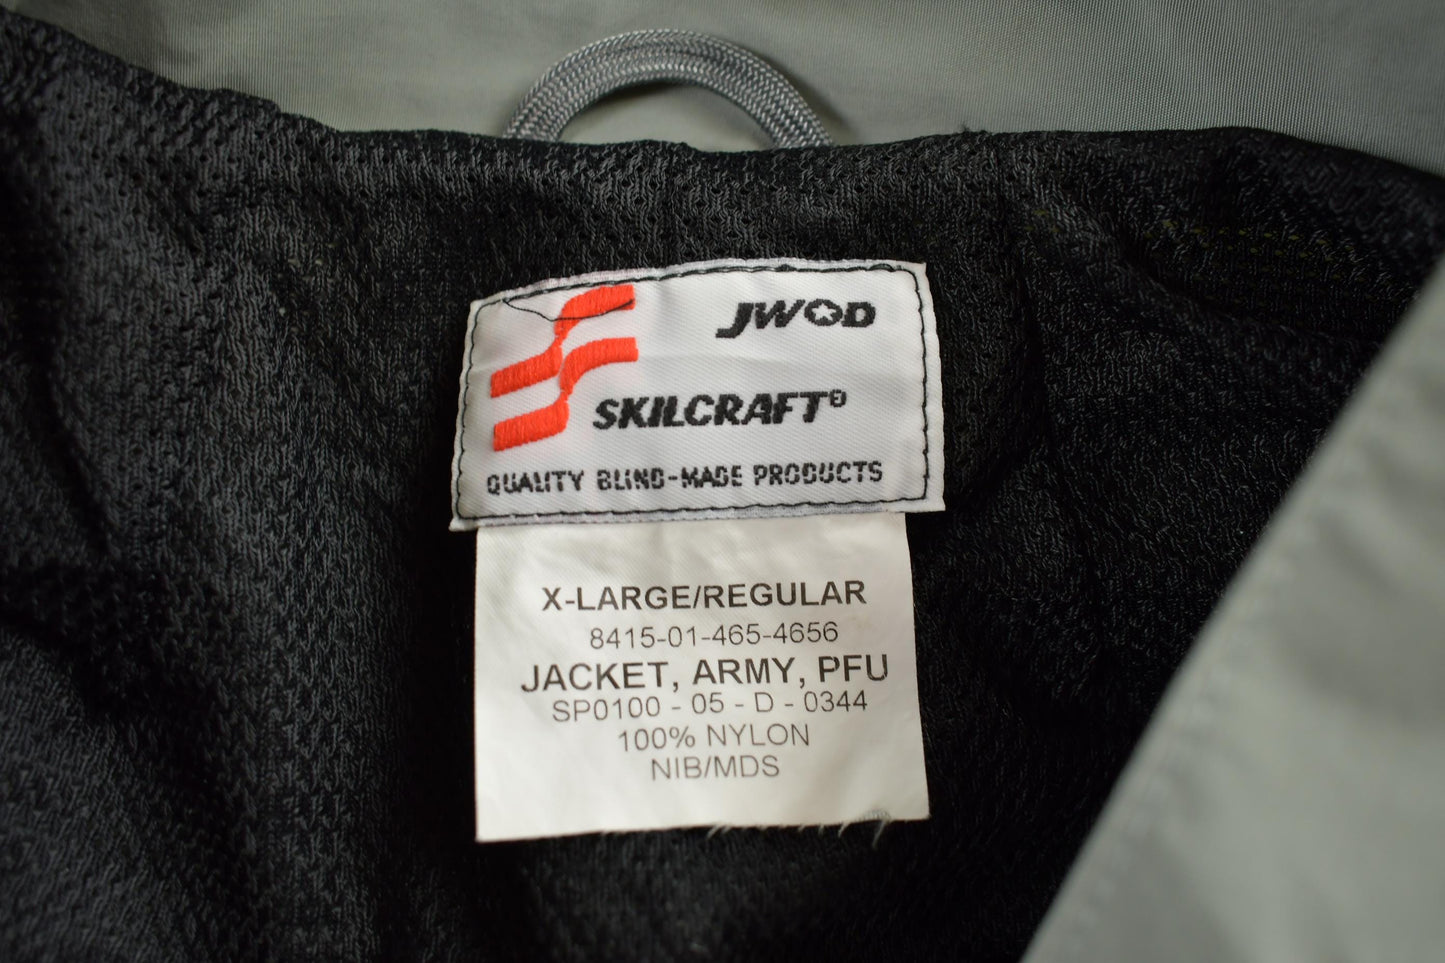 JWOD
SKILCRAFT®
QUALITY BLIND-MADE PRODUCTS
X-LARGE/REGULAR
8415-01-465-4656
JACKET, ARMY, PFU
SP0100 - 05 - D - 0344
100% NYLON
NIB/MDS